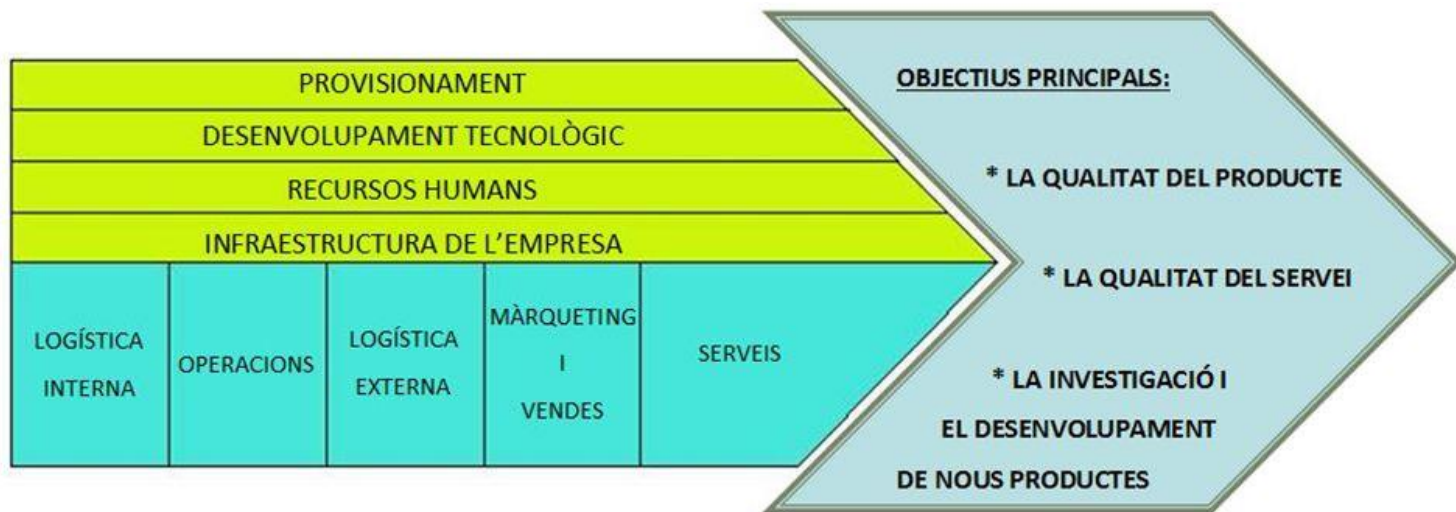 PROVISIONAMENT
DESENVOLUPAMENT TECNOLÒGIC
RECURSOS HUMANS
INFRAESTRUCTURA DE L’EMPRESA
LOGÍSTICA
INTERNA
OPERACIONS
LOGÍSTICA
EXTERNA
MÀRQUETING
I
VENDES
SERVEIS
OBJECTIUS PRINCIPALS:
* LA QUALITAT DEL PRODUCTE
* LA QUALITAT DEL SERVEI
* LA INVESTIGACIÓ I
EL DESENVOLUPAMENT
DE NOUS PRODUCTES